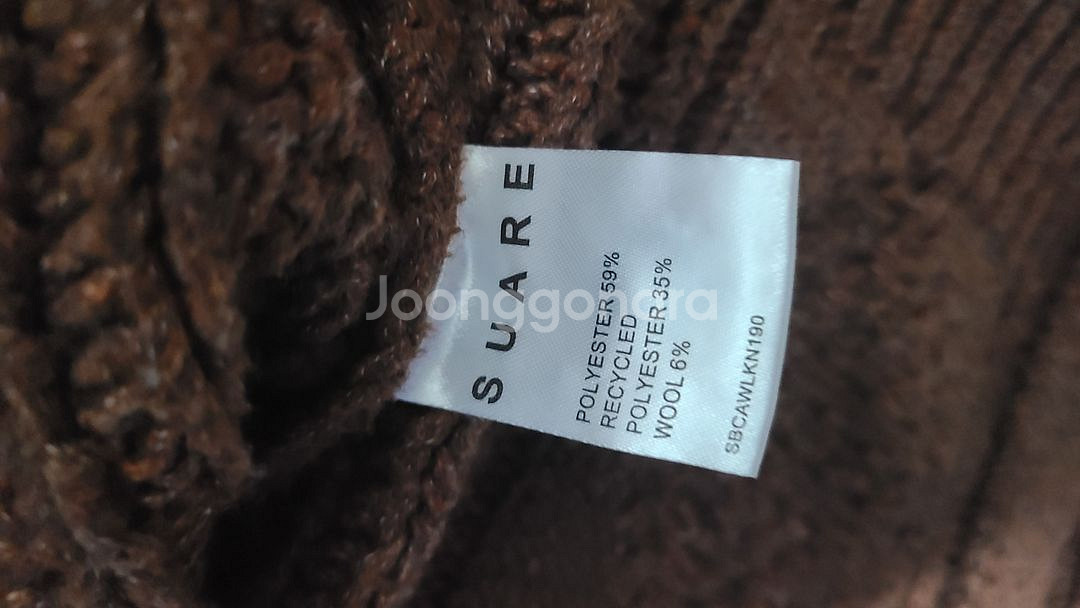 SUARE
POLYESTER 59%
RECYCLED
POLYESTER 35%
WOOL 6%
SBCAWLKN190
Joonggonara